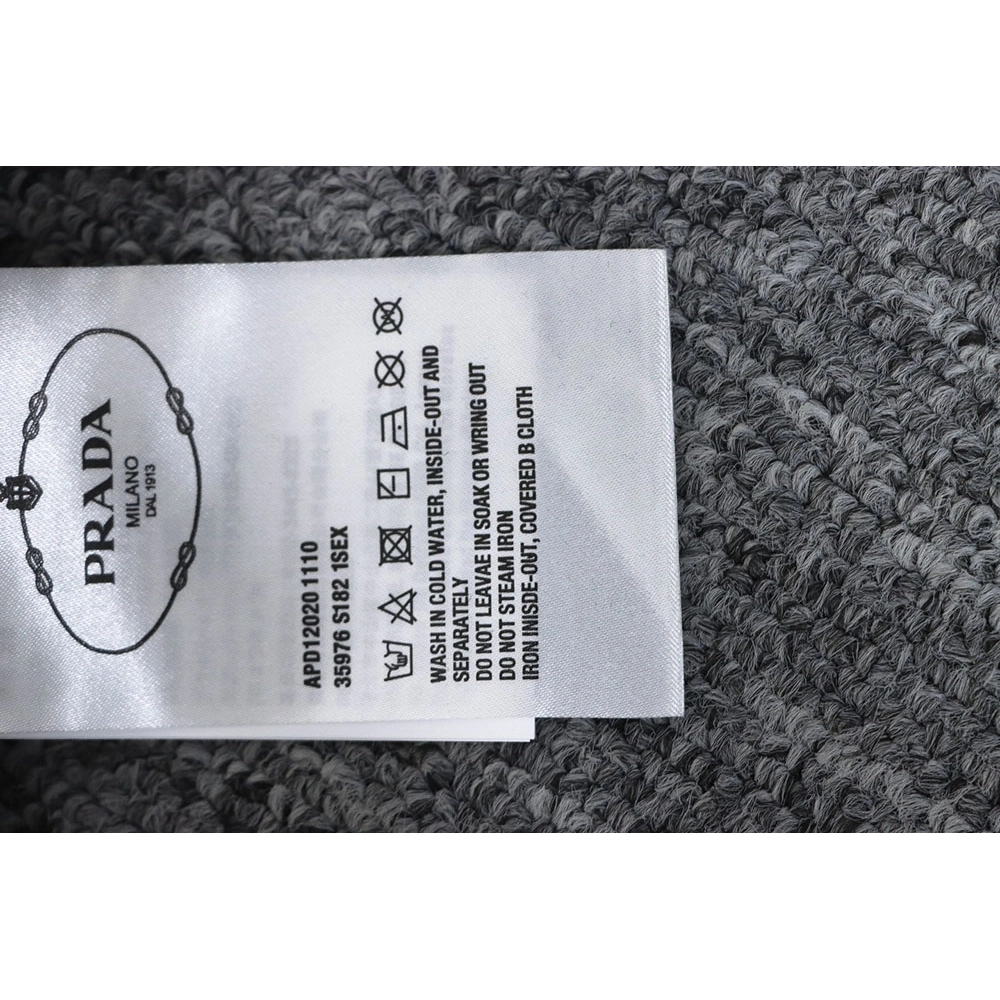 PRADA
MILANO
DAL 1913
APD12020 1110
35976 S182 1SEX
WASH IN COLD WATER, INSIDE-OUT AND
SEPARATELY
DO NOT LEAVAE IN SOAK OR WRING OUT
DO NOT STEAM IRON
IRON INISDE-OUT, COVERED B CLOTH